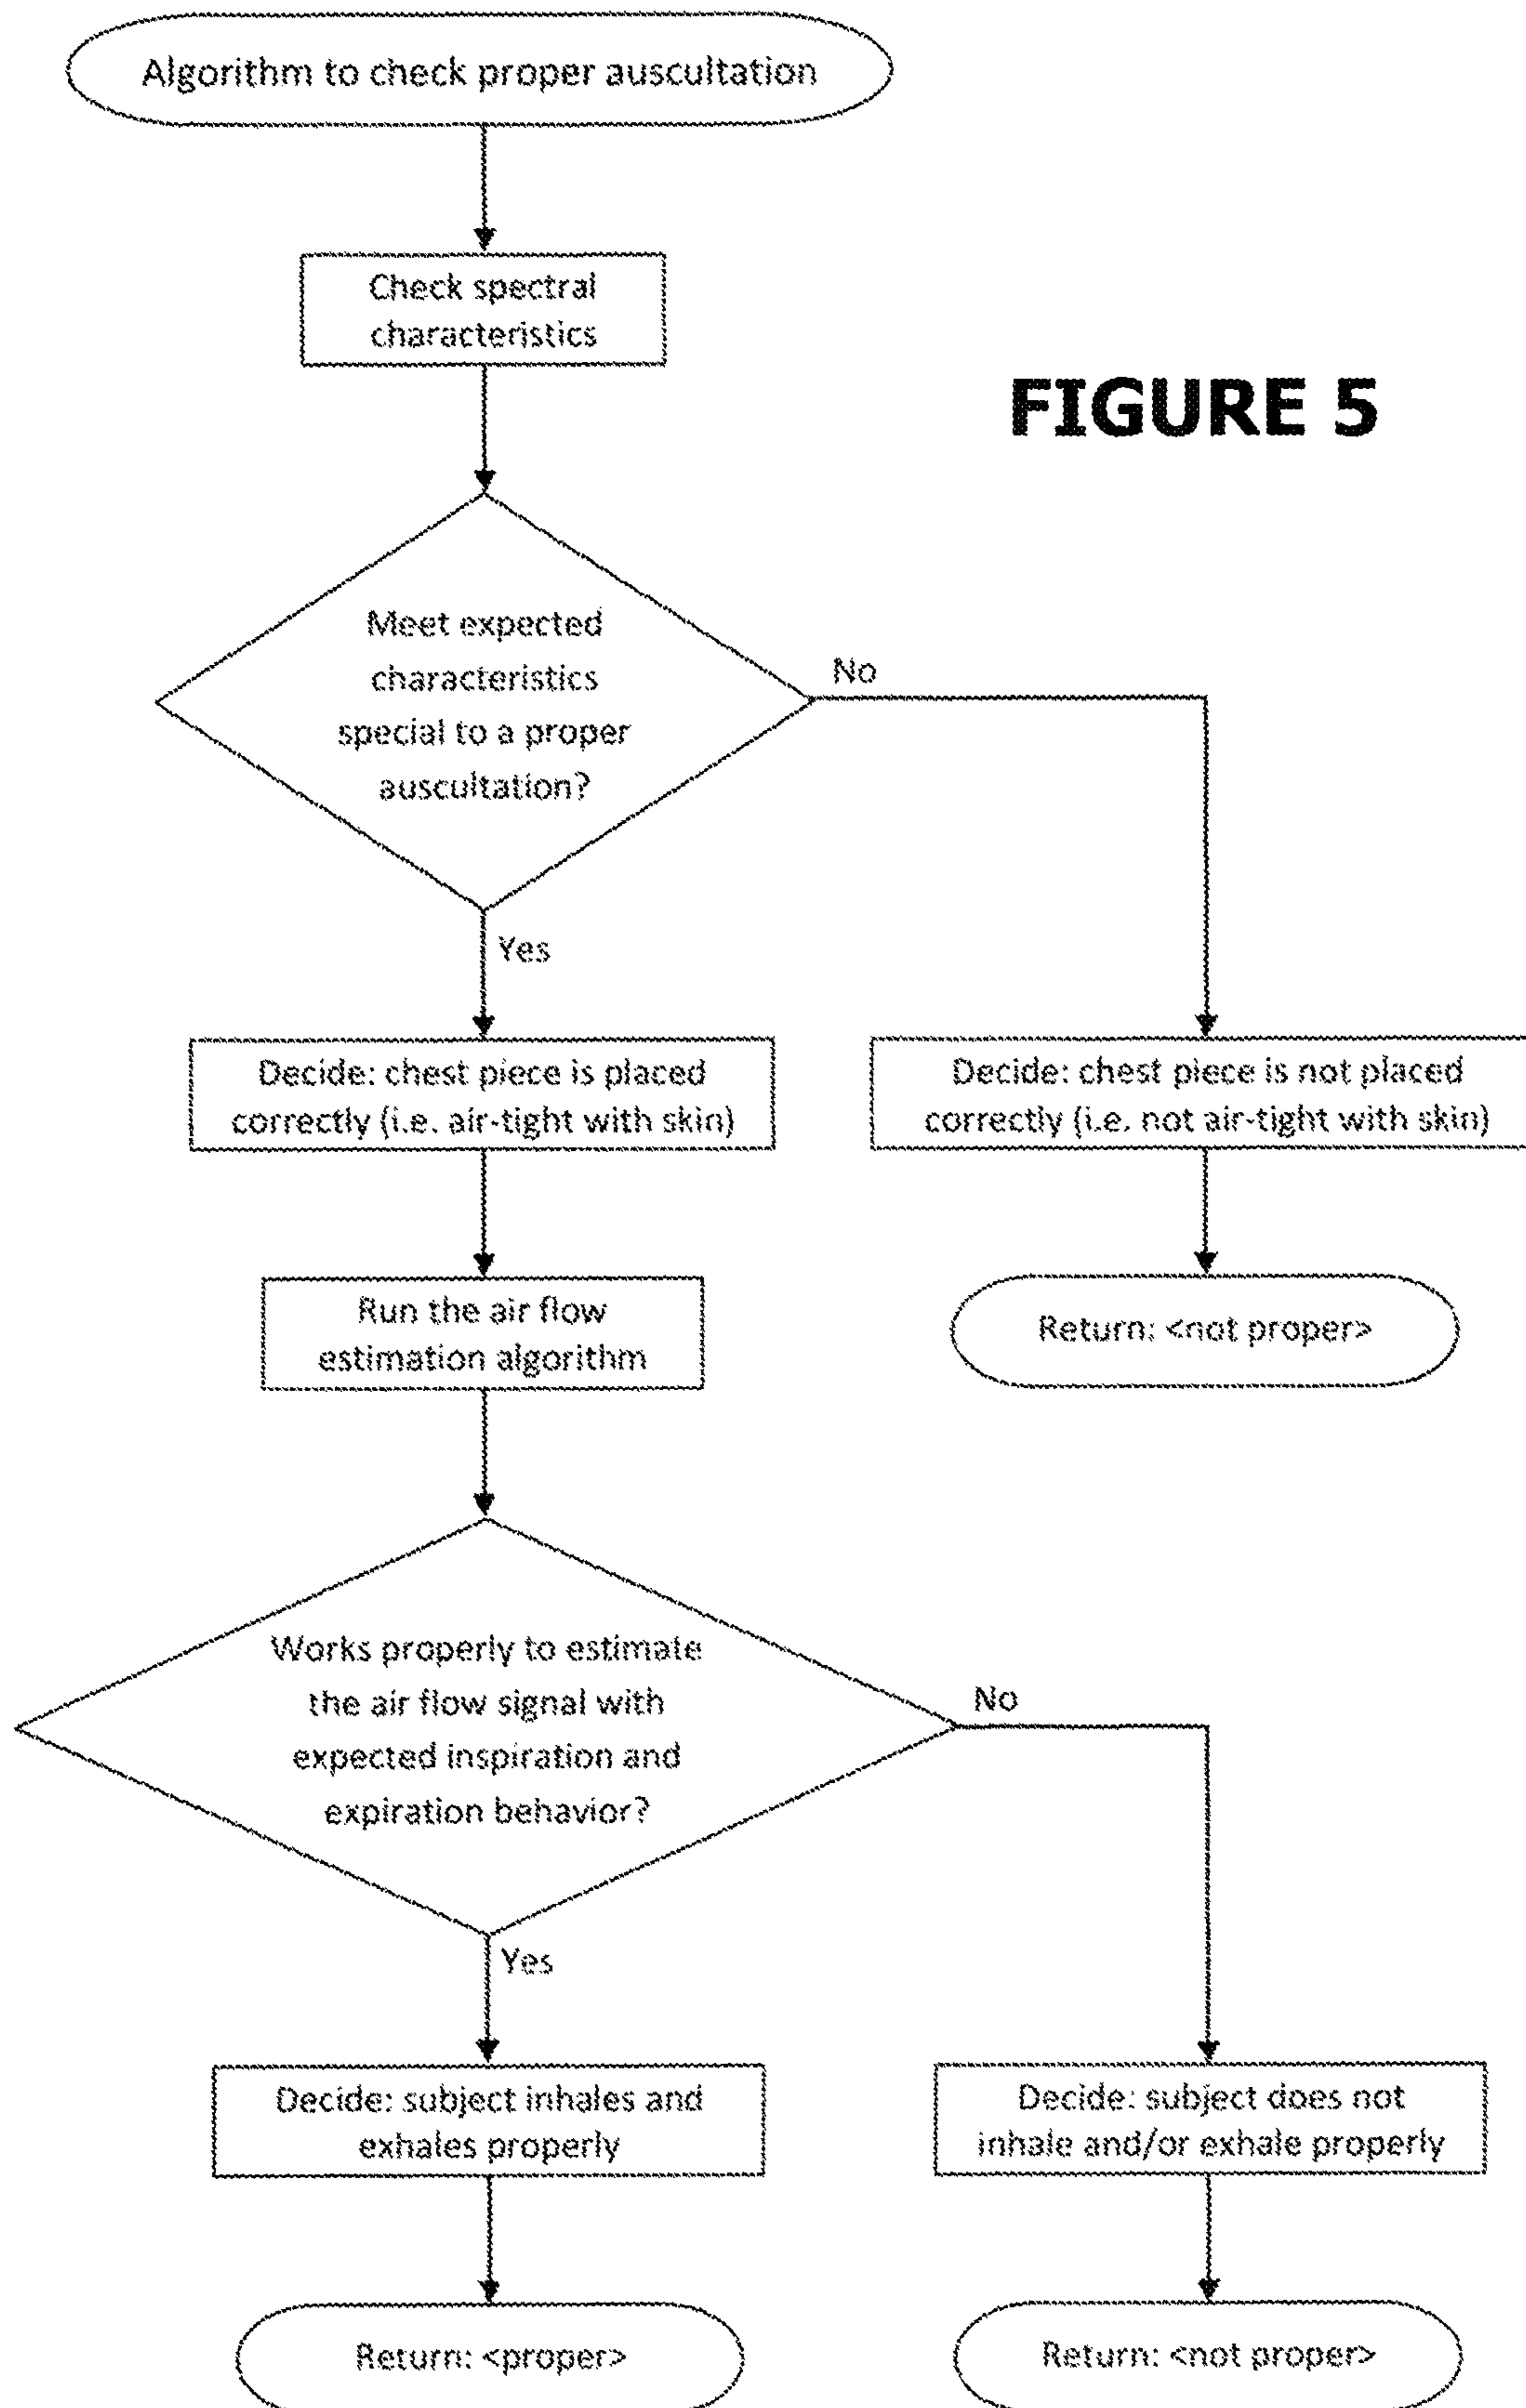 Algorithm to check proper auscultation
Check spectral
characteristics
FIGURE 5
Meet expected
characteristics
special to a proper
auscultation?
No
Yes
Decide: chest piece is placed
correctly (i.e. air-tight with skin)
Decide: chest piece is not placed
correctly (i.e. not air-tight with skin)
Run the air flow
estimation algorithm
Return: <not proper>
Works properly to estimate
the air flow signal with
expected inspiration and
expiration behavior?
No
Yes
Decide: subject inhales and
exhales properly
Decide: subject does not
inhale and/or exhale properly
Return: <proper>
Return: <not proper>